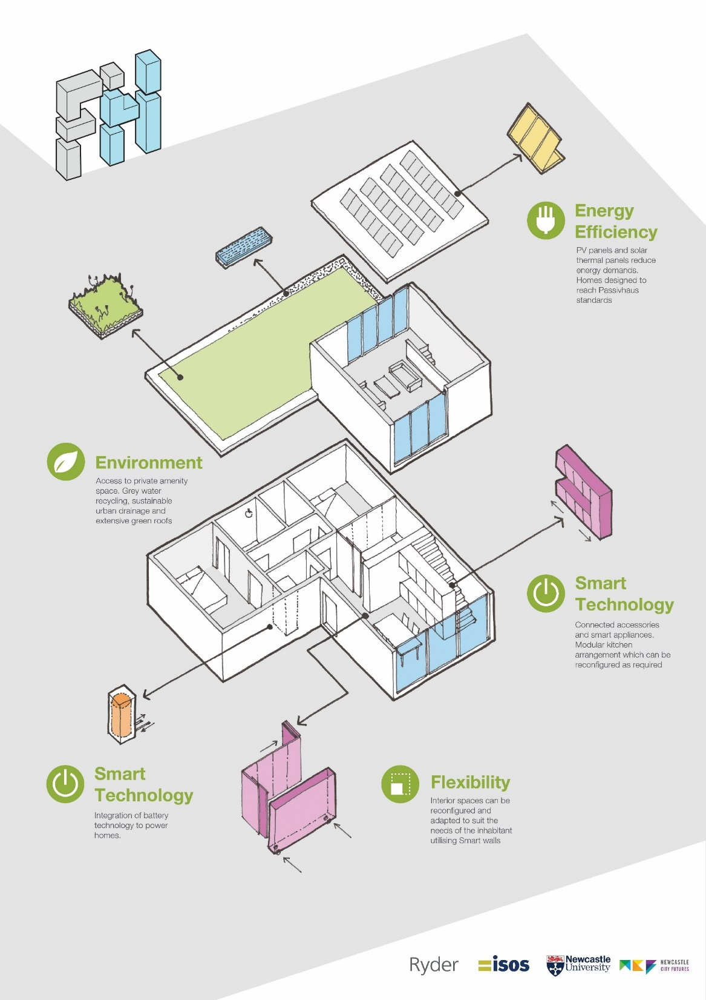 Energy
Efficiency
PV panels and solar
thermal panels reduce
energy demands.
Homes designed to
reach Passivhaus
standards
Environment
Access to private amenity
space. Grey water
recycling, sustainable
urban drainage and
extensive green roofs
Smart
Technology
Connected accessories
and smart appliances.
Modular kitchen
arrangement which can be
reconfigured as required
Smart
Technology
Integration of battery
technology to power
homes.
Flexibility
Interior spaces can be
reconfigured and
adapted to suit the
needs of the inhabitant
utilising Smart walls
Ryder
isos
Newcastle
University
NEWCASTLE
CITY FUTURES